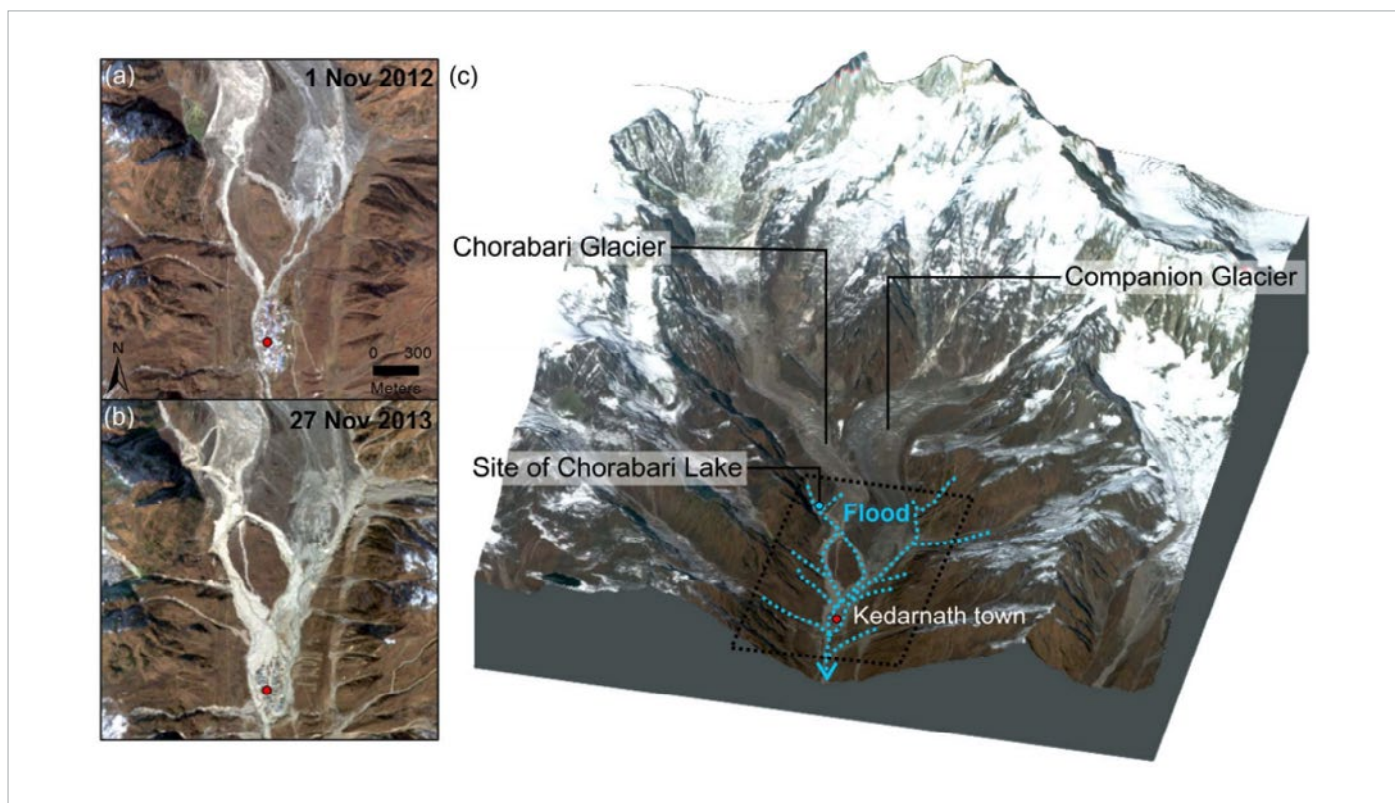 (a)
1 Nov 2012
N
0 300
Meters
(b)
27 Nov 2013
(c)
Chorabari Glacier
Companion Glacier
Site of Chorabari Lake
Flood
Kedarnath town